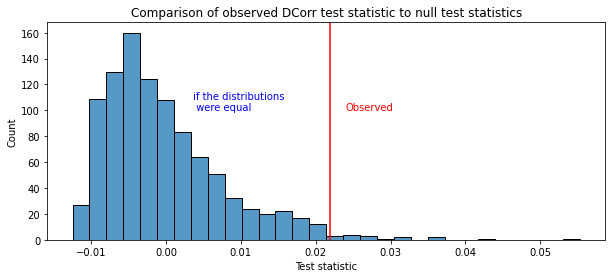 Comparison of observed DCorr test statistic to null test statistics
160
140
120
100
80
60
40
20
0
Count
if the distributions
were equal
Observed
−0.01 0.00 0.01 0.02 0.03 0.04 0.05
Test statistic